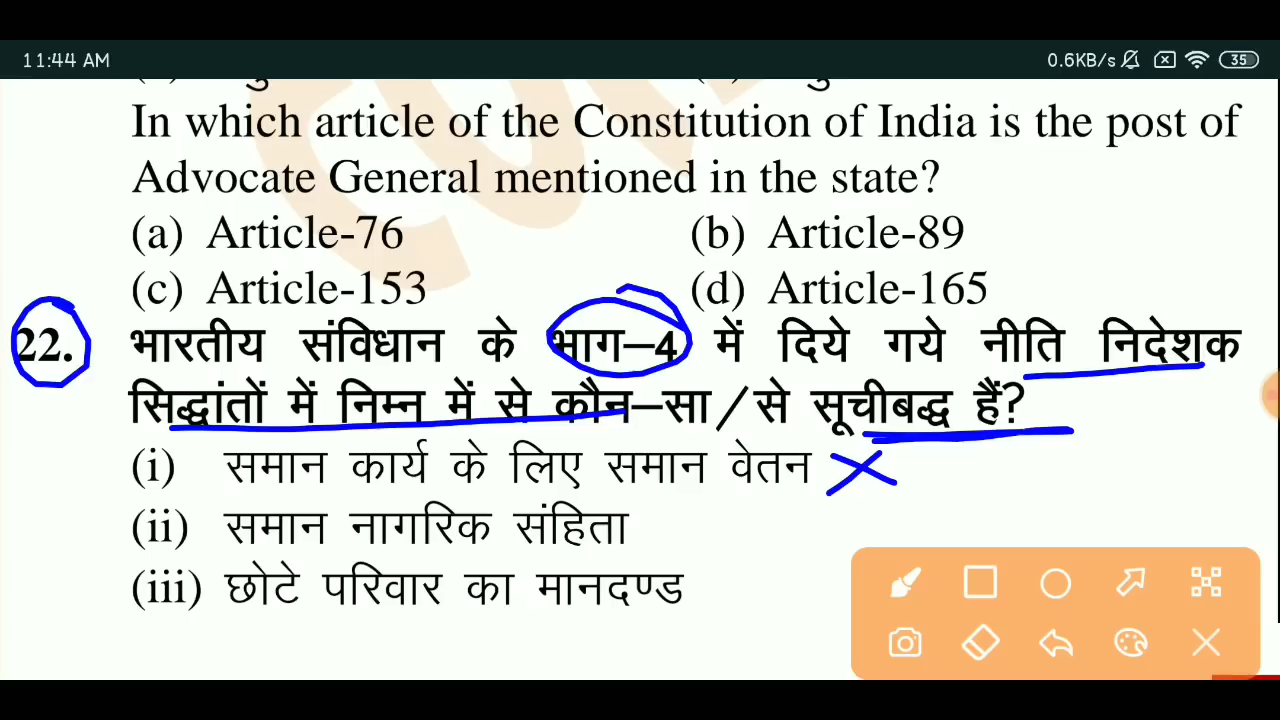 11:44 AM 0.6KB/s 35
In which article of the Constitution of India is the post of
Advocate General mentioned in the state?
(a) Article-76 (b) Article-89
(c) Article-153 (d) Article-165
22. भारतीय संविधान के भाग–4 में दिये गये नीति निदेशक
सिद्धांतों में निम्न में से कौन–सा/से सूचीबद्ध हैं?
(i) समान कार्य के लिए समान वेतन
(ii) समान नागरिक संहिता
(iii) छोटे परिवार का मानदण्ड